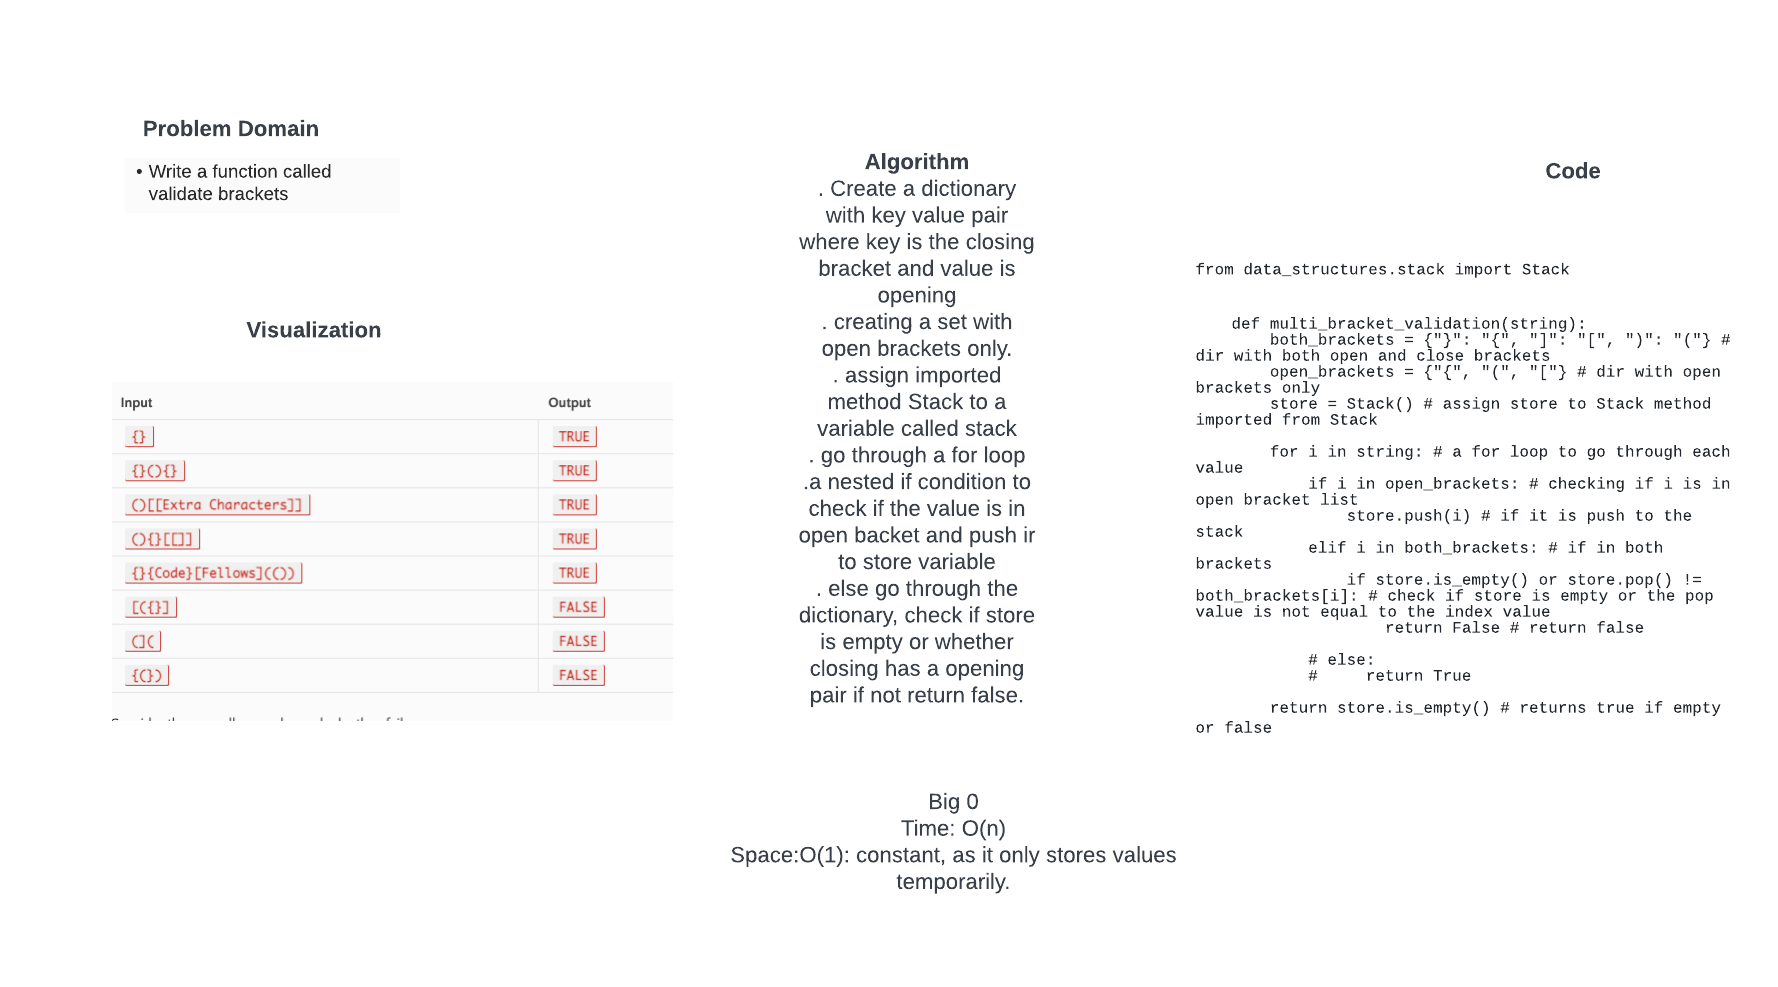 Problem Domain
• Write a function called
validate brackets
Visualization
Input Output
{} TRUE
{}(){} TRUE
()[[Extra Characters]] TRUE
(){}[[]] TRUE
{}{Code}[Fellows](()) TRUE
[({}] FALSE
(]( FALSE
{(}) FALSE
Algorithm
. Create a dictionary
with key value pair
where key is the closing
bracket and value is
opening
. creating a set with
open brackets only.
. assign imported
method Stack to a
variable called stack
. go through a for loop
.a nested if condition to
check if the value is in
open backet and push ir
to store variable
. else go through the
dictionary, check if store
is empty or whether
closing has a opening
pair if not return false.
Big 0
Time: O(n)
Space:O(1): constant, as it only stores values
temporarily.
Code
from data_structures.stack import Stack
def multi_bracket_validation(string):
both_brackets = {"}": "{", "]": "[", ")": "("} #
dir with both open and close brackets
open_brackets = {"{", "(", "["} # dir with open
brackets only
store = Stack() # assign store to Stack method
imported from Stack
for i in string: # a for loop to go through each
value
if i in open_brackets: # checking if i is in
open bracket list
store.push(i) # if it is push to the
stack
elif i in both_brackets: # if in both
brackets
if store.is_empty() or store.pop() !=
both_brackets[i]: # check if store is empty or the pop
value is not equal to the index value
return False # return false
# else:
#     return True
return store.is_empty() # returns true if empty
or false